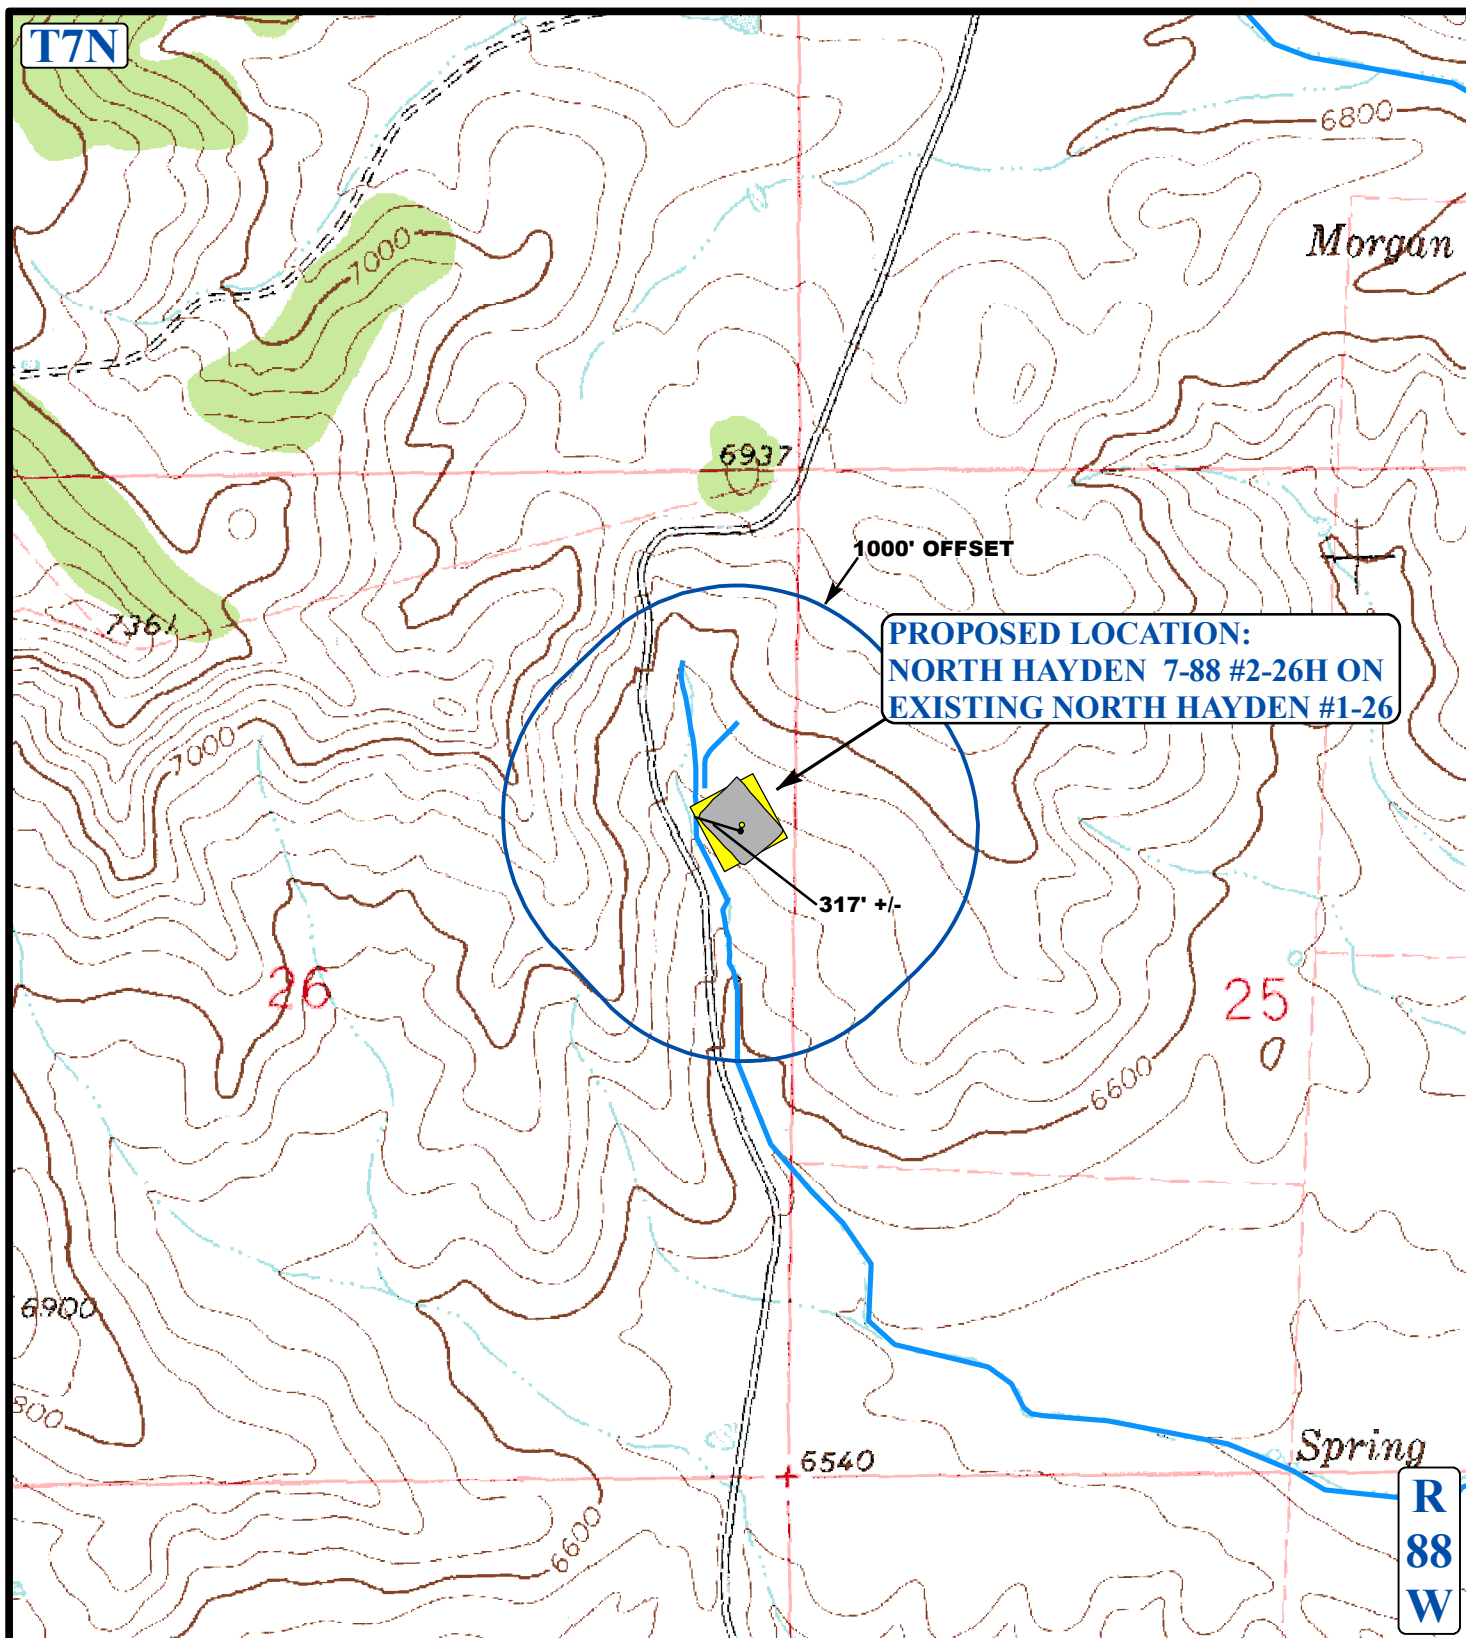 T7N
6800
Morgan
7000
6937
1000' OFFSET
7361
PROPOSED LOCATION:
NORTH HAYDEN 7-88 #2-26H ON
EXISTING NORTH HAYDEN #1-26
7000
317' +/-
26
25
6600
6900
800
Spring
6540
6600
R
88
W